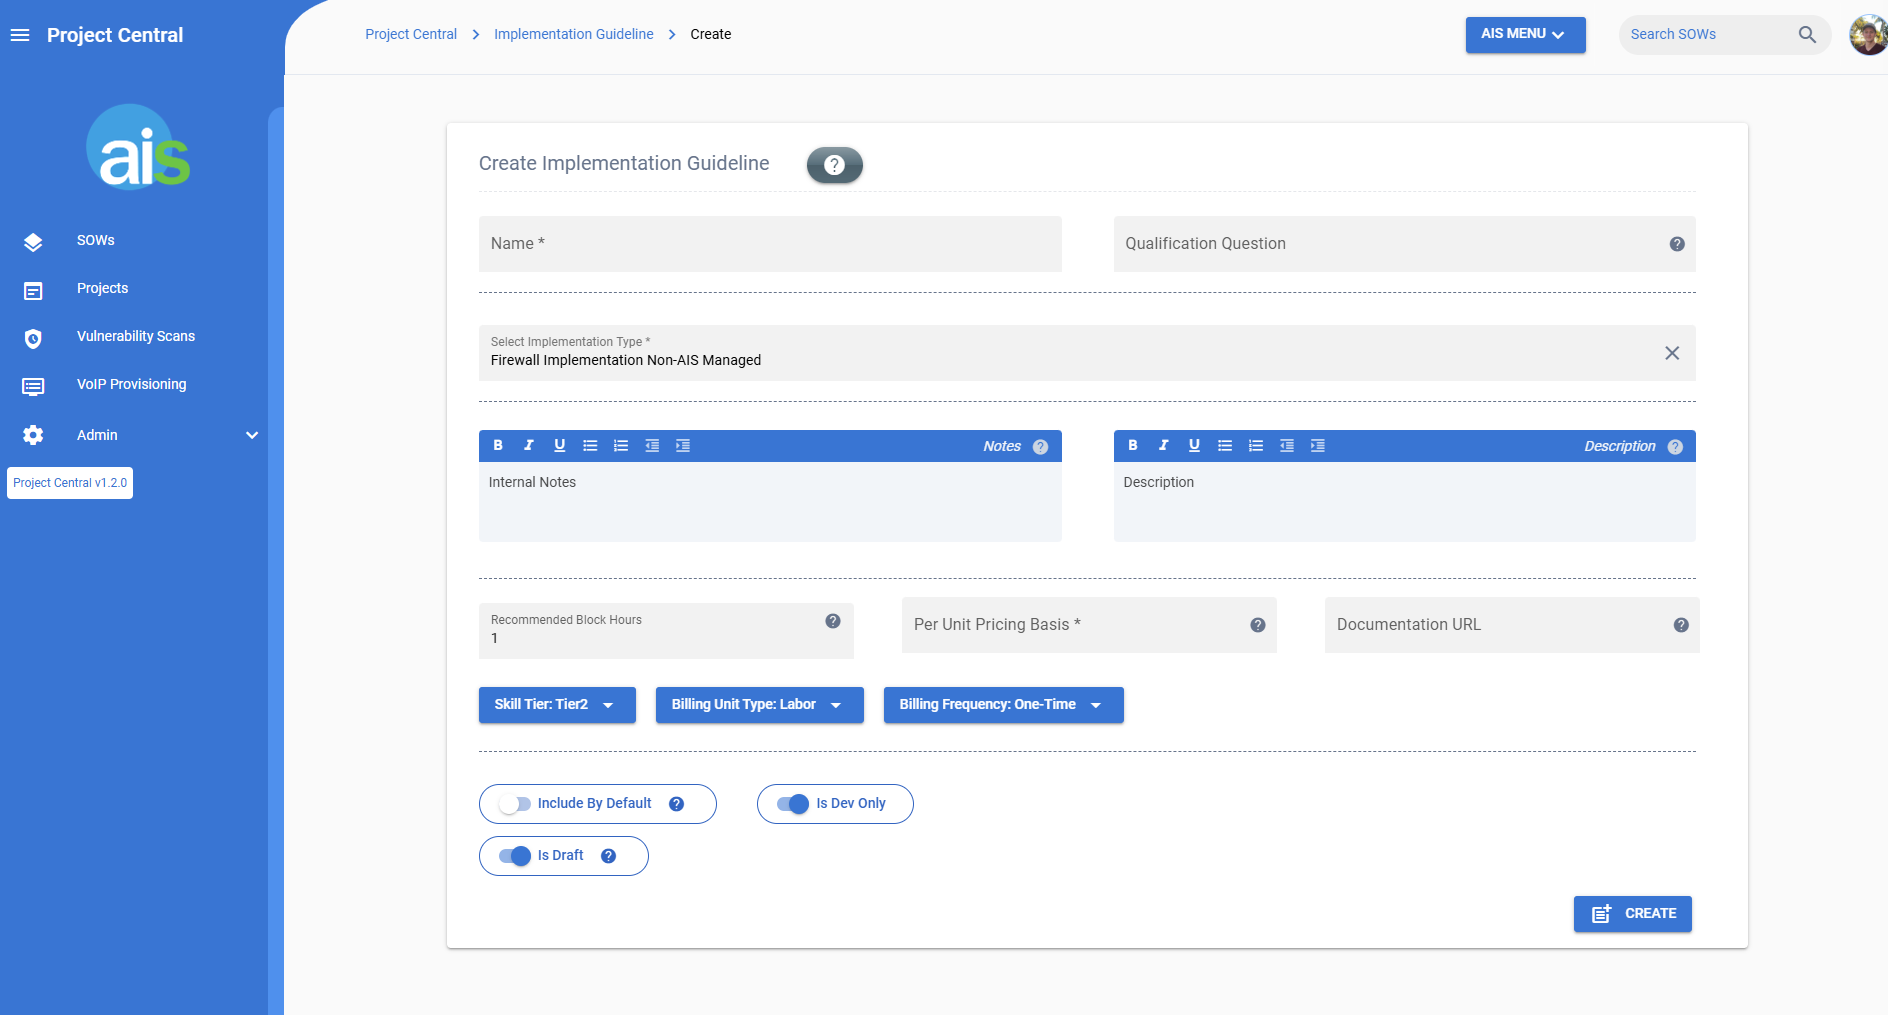 Project Central
Project Central > Implementation Guideline > Create
AIS MENU
Search SOWs
ais
SOWs
Projects
Vulnerability Scans
VoIP Provisioning
Admin
Project Central v1.2.0
Create Implementation Guideline ?
Name *
Qualification Question ?
Select Implementation Type *
Firewall Implementation Non-AIS Managed
B I U Notes ?
Internal Notes
B I U Description ?
Description
Recommended Block Hours ?
1
Per Unit Pricing Basis * ?
Documentation URL ?
Skill Tier: Tier2
Billing Unit Type: Labor
Billing Frequency: One-Time
Include By Default ?
Is Dev Only
Is Draft ?
CREATE